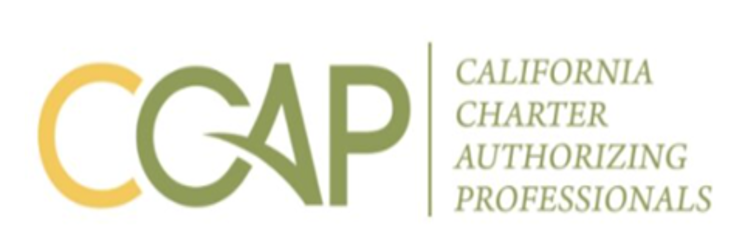 CCAP
CALIFORNIA
CHARTER
AUTHORIZING
PROFESSIONALS